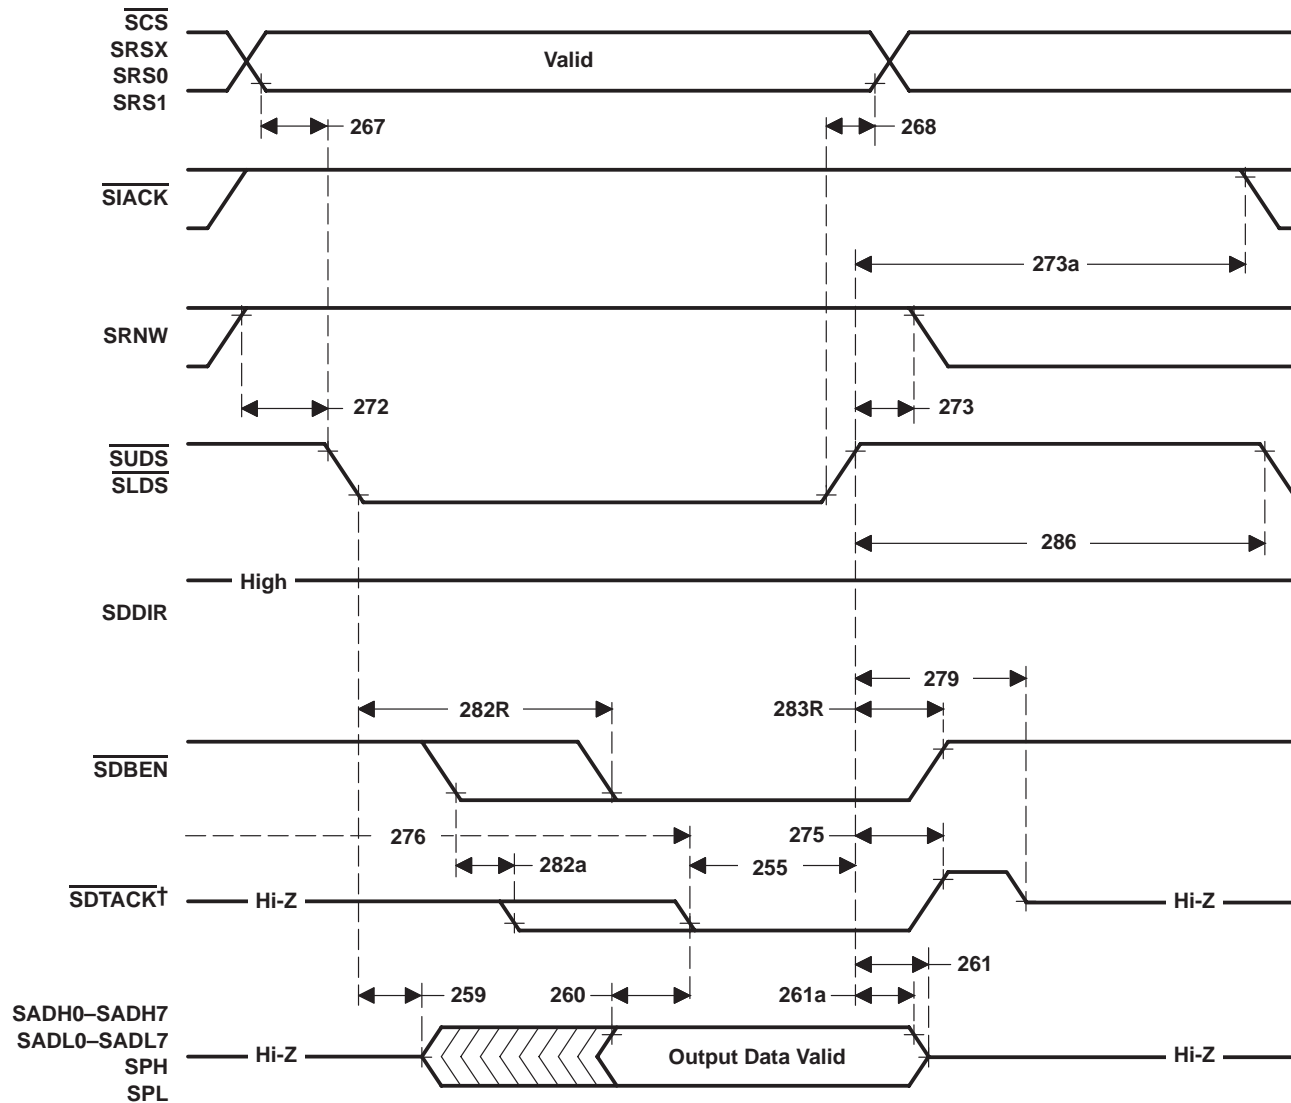 SCS
SRSX
SRS0
SRS1
Valid
267
268
SIACK
273a
SRNW
272
273
SUDS
SLDS
286
High
SDDIR
279
282R
283R
SDBEN
276
275
282a
255
SDTACK†
Hi-Z
Hi-Z
261
259
260
261a
SADH0–SADH7
SADL0–SADL7
SPH
SPL
Hi-Z
Output Data Valid
Hi-Z